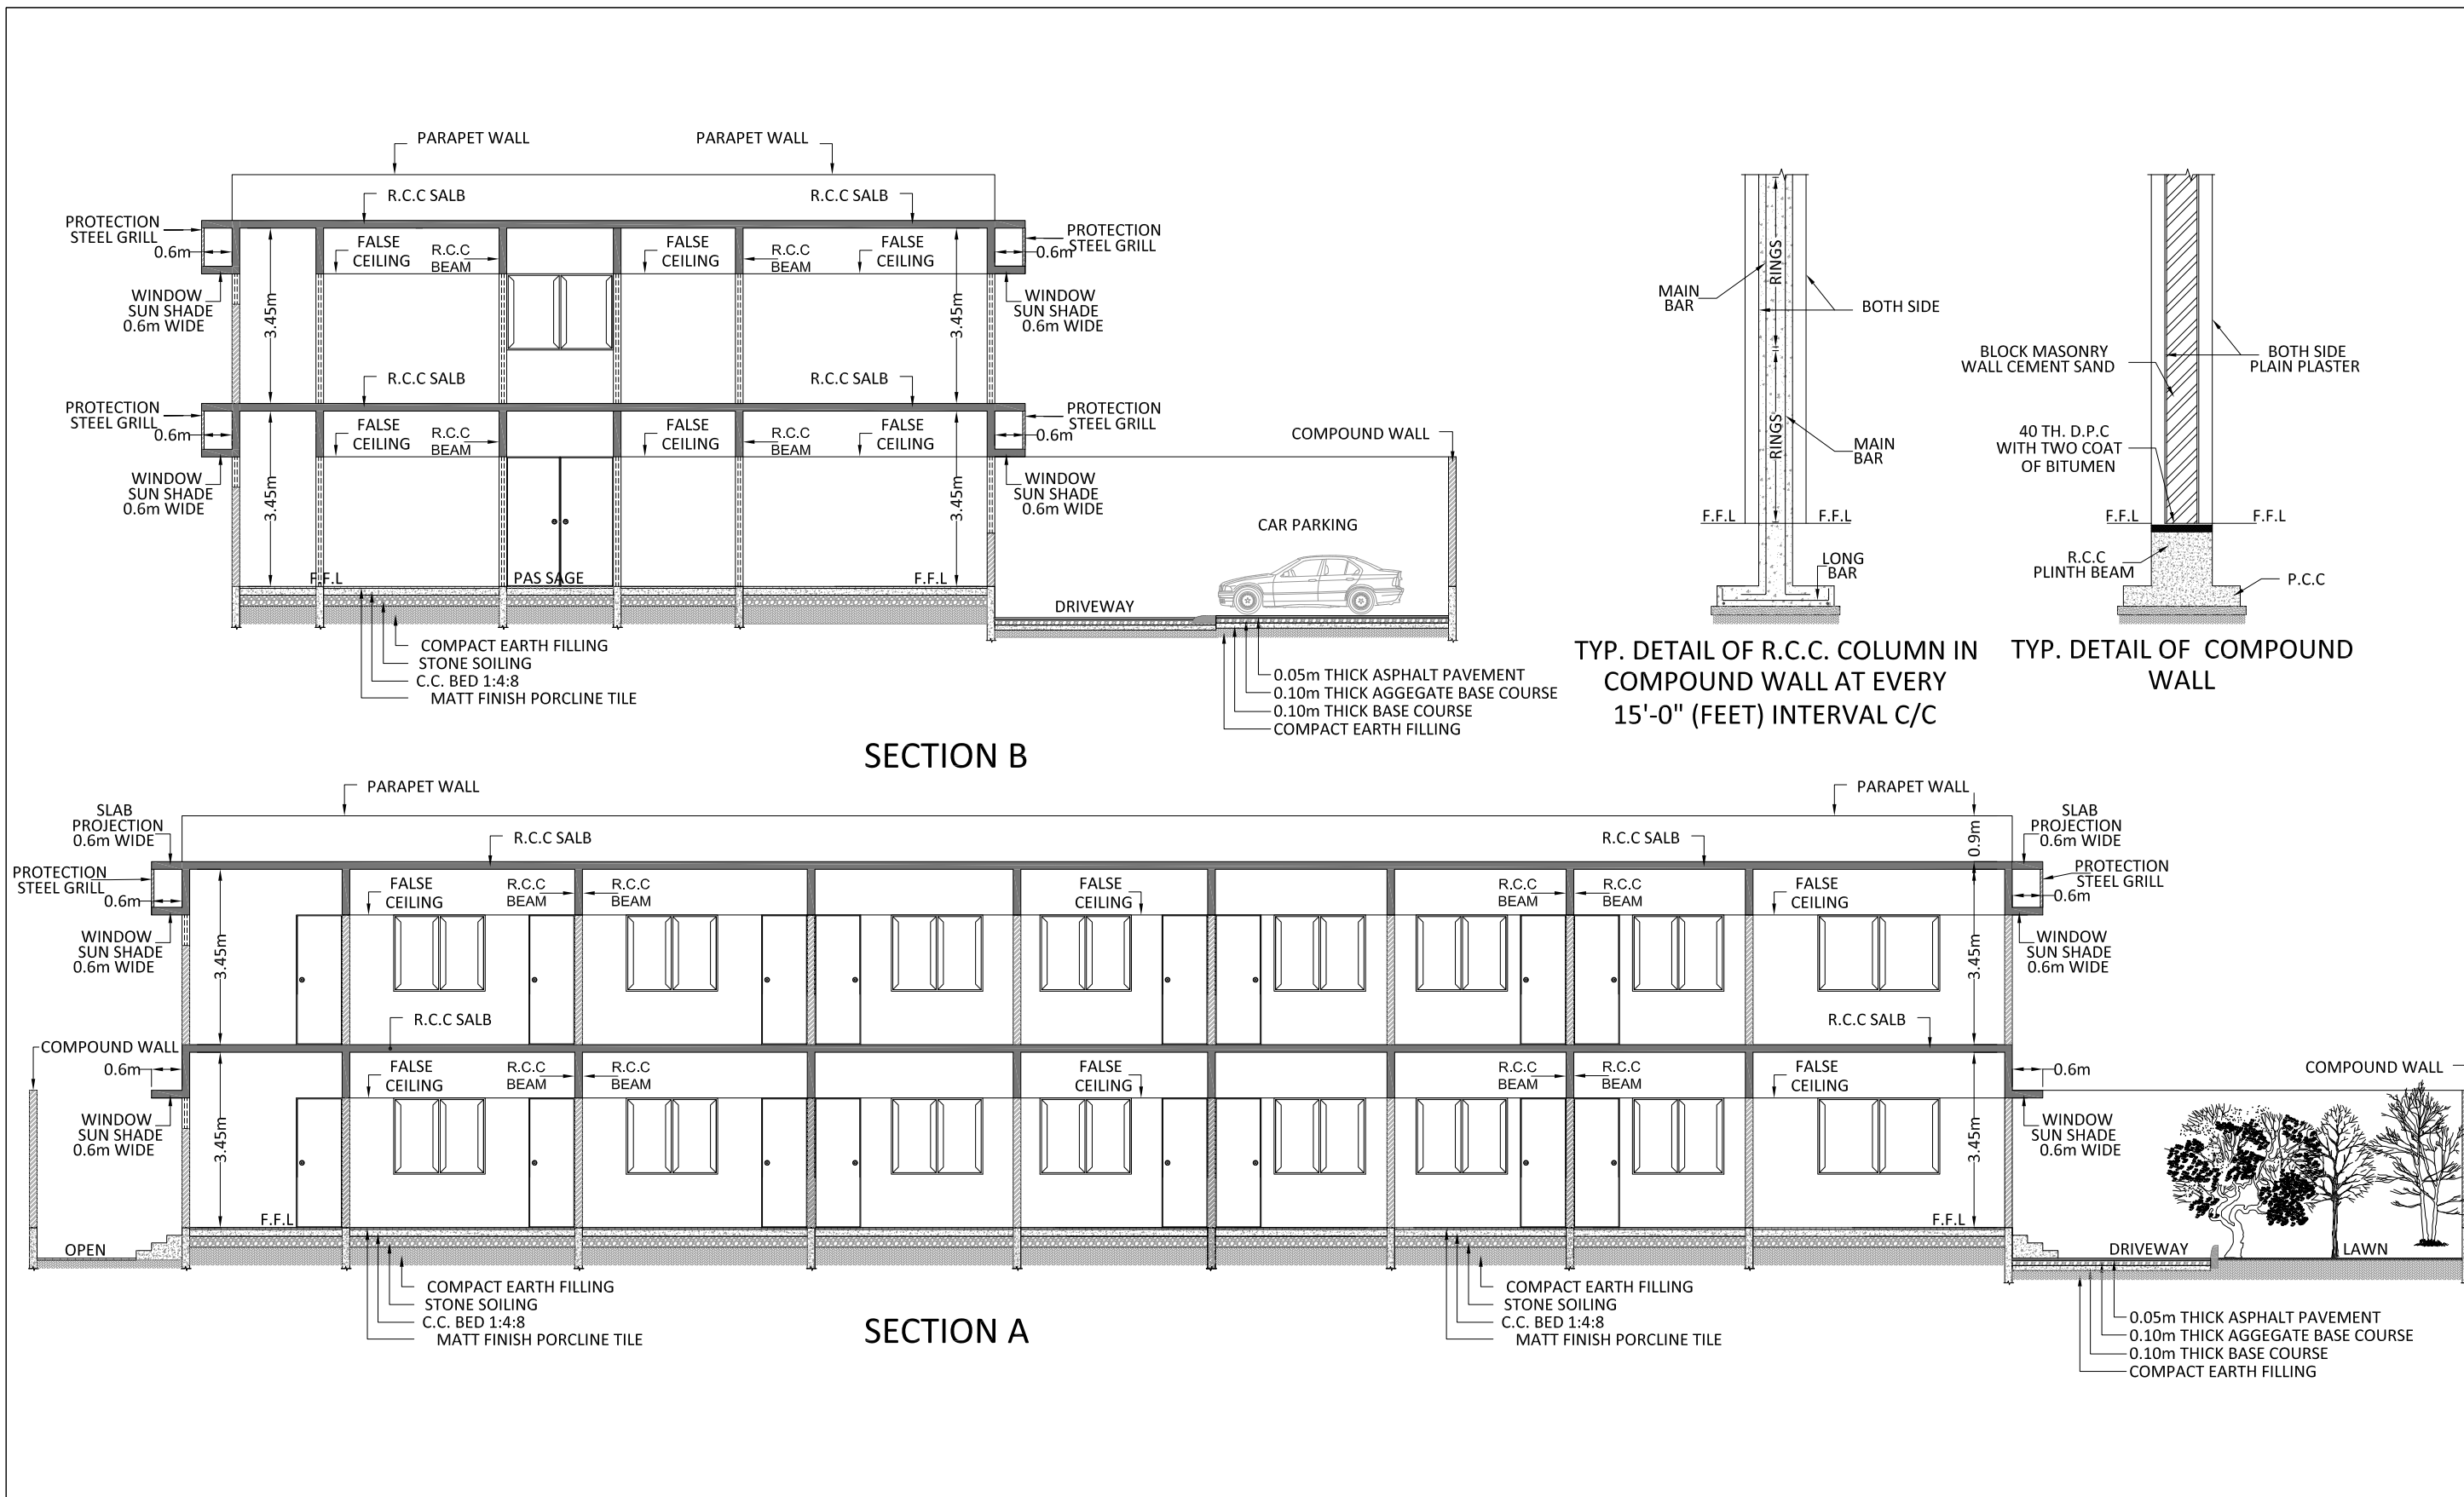 PARAPET WALL
PARAPET WALL
R.C.C SALB
R.C.C SALB
PROTECTION
STEEL GRILL
0.6m
FALSE
CEILING
R.C.C
BEAM
FALSE
CEILING
R.C.C
BEAM
FALSE
CEILING
PROTECTION
STEEL GRILL
0.6m
WINDOW
SUN SHADE
0.6m WIDE
3.45m
3.45m
WINDOW
SUN SHADE
0.6m WIDE
R.C.C SALB
R.C.C SALB
PROTECTION
STEEL GRILL
0.6m
FALSE
CEILING
R.C.C
BEAM
FALSE
CEILING
R.C.C
BEAM
FALSE
CEILING
PROTECTION
STEEL GRILL
0.6m
WINDOW
SUN SHADE
0.6m WIDE
3.45m
3.45m
WINDOW
SUN SHADE
0.6m WIDE
COMPOUND WALL
CAR PARKING
F.F.L
PAS SAGE
F.F.L
DRIVEWAY
COMPACT EARTH FILLING
STONE SOILING
C.C. BED 1:4:8
MATT FINISH PORCLINE TILE
0.05m THICK ASPHALT PAVEMENT
0.10m THICK AGGEGATE BASE COURSE
0.10m THICK BASE COURSE
COMPACT EARTH FILLING
SECTION B
RINGS
MAIN
BAR
BOTH SIDE
RINGS
MAIN
BAR
F.F.L
F.F.L
LONG
BAR
TYP. DETAIL OF R.C.C. COLUMN IN
COMPOUND WALL AT EVERY
15'-0" (FEET) INTERVAL C/C
BLOCK MASONRY
WALL CEMENT SAND
BOTH SIDE
PLAIN PLASTER
40 TH. D.P.C
WITH TWO COAT
OF BITUMEN
F.F.L
F.F.L
R.C.C
PLINTH BEAM
P.C.C
TYP. DETAIL OF COMPOUND
WALL
PARAPET WALL
PARAPET WALL
SLAB
PROJECTION
0.6m WIDE
R.C.C SALB
R.C.C SALB
0.9m
SLAB
PROJECTION
0.6m WIDE
PROTECTION
STEEL GRILL
0.6m
FALSE
CEILING
R.C.C
BEAM
R.C.C
BEAM
FALSE
CEILING
R.C.C
BEAM
R.C.C
BEAM
FALSE
CEILING
PROTECTION
STEEL GRILL
0.6m
WINDOW
SUN SHADE
0.6m WIDE
3.45m
3.45m
WINDOW
SUN SHADE
0.6m WIDE
R.C.C SALB
R.C.C SALB
COMPOUND WALL
0.6m
FALSE
CEILING
R.C.C
BEAM
R.C.C
BEAM
FALSE
CEILING
R.C.C
BEAM
R.C.C
BEAM
FALSE
CEILING
0.6m
COMPOUND WALL
WINDOW
SUN SHADE
0.6m WIDE
3.45m
3.45m
WINDOW
SUN SHADE
0.6m WIDE
F.F.L
F.F.L
OPEN
DRIVEWAY
LAWN
COMPACT EARTH FILLING
STONE SOILING
C.C. BED 1:4:8
MATT FINISH PORCLINE TILE
COMPACT EARTH FILLING
STONE SOILING
C.C. BED 1:4:8
MATT FINISH PORCLINE TILE
0.05m THICK ASPHALT PAVEMENT
0.10m THICK AGGEGATE BASE COURSE
0.10m THICK BASE COURSE
COMPACT EARTH FILLING
SECTION A